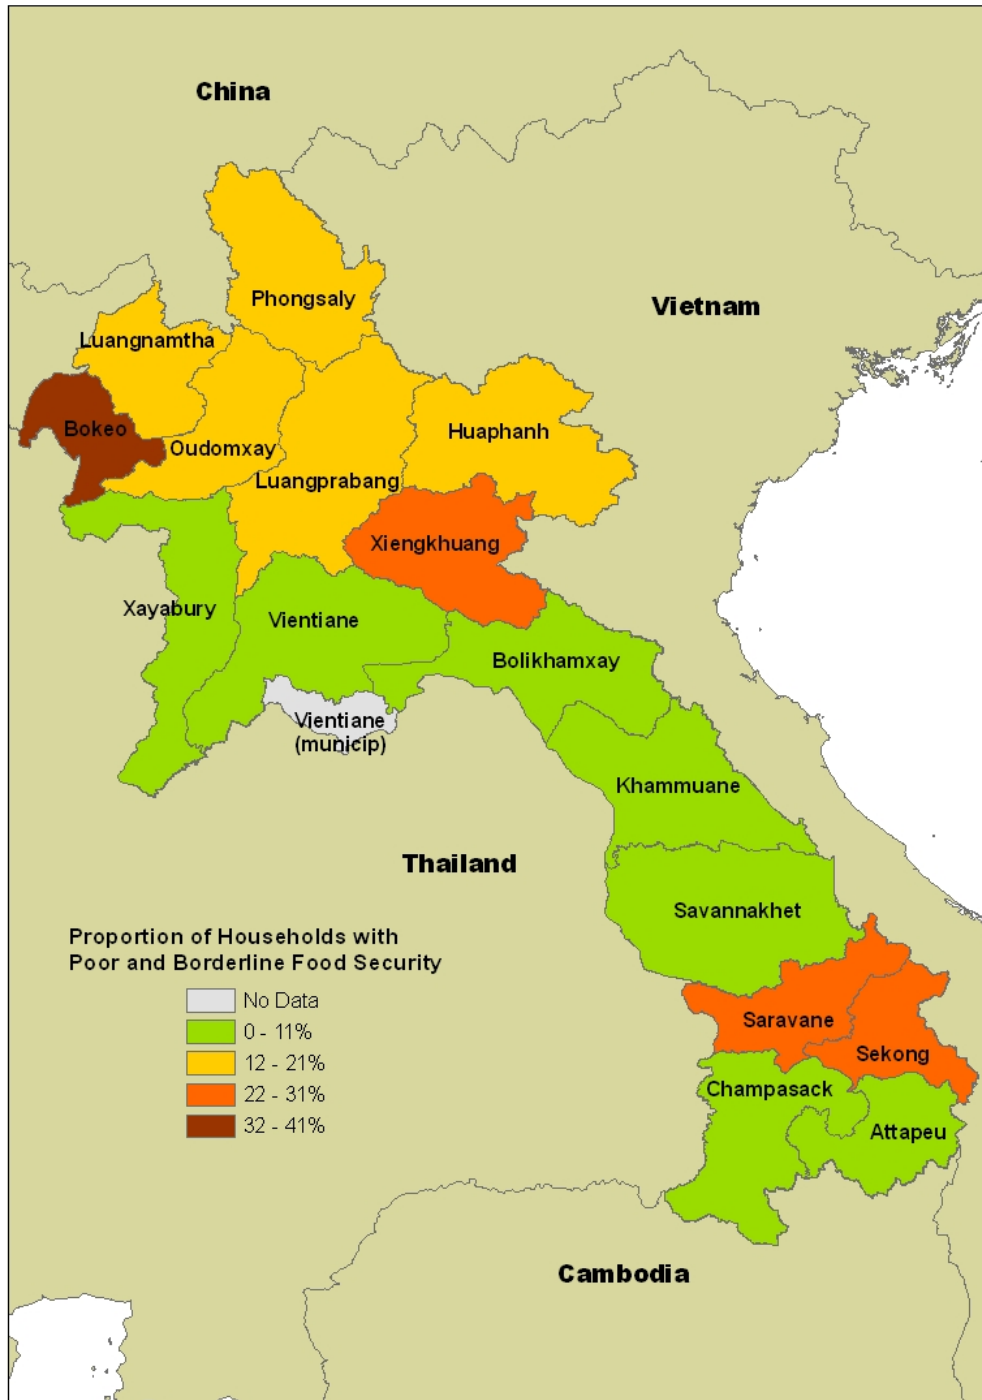 China
Phongsaly
Vietnam
Luangnamtha
Bokeo
Huaphanh
Oudomxay
Luangprabang
Xiengkhuang
Xayabury
Vientiane
Bolikhamxay
Vientiane
(municip)
Khammuane
Thailand
Savannakhet
Proportion of Households with
Poor and Borderline Food Security
No Data
0 - 11%
12 - 21%
22 - 31%
32 - 41%
Saravane
Sekong
Champasack
Attapeu
Cambodia